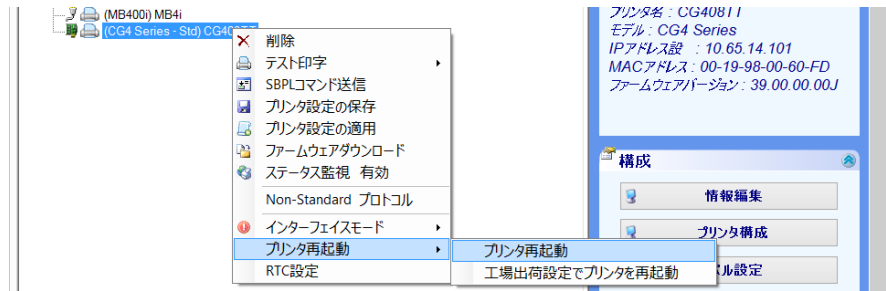 (MB400i) MB4i
(CG4 Series - Std) CG408TT
削除
テスト印字
SBPLコマンド送信
プリンタ設定の保存
プリンタ設定の適用
ファームウェアダウンロード
ステータス監視 有効
Non-Standard プロトコル
インターフェイスモード
プリンタ再起動
RTC設定
プリンタ再起動
工場出荷設定でプリンタを再起動
プリンタ名 : CG408TT
モデル : CG4 Series
IPアドレス設 : 10.65.14.101
MACアドレス : 00-19-98-00-60-FD
ファームウェアバージョン : 39.00.00.00J
構成
情報編集
プリンタ構成
ル設定